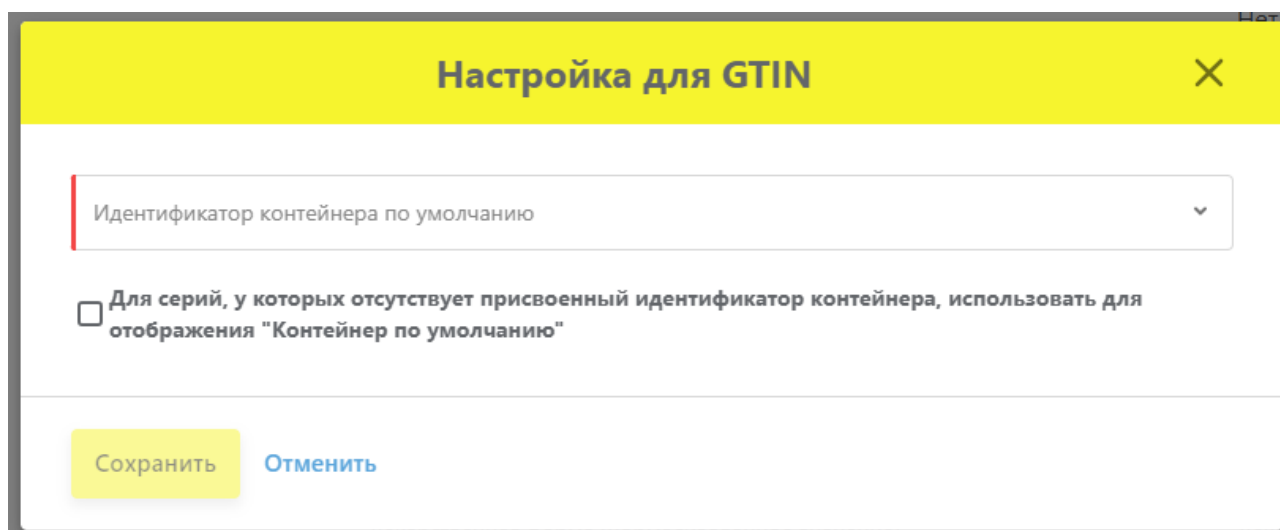 Нет
Настройка для GTIN
Идентификатор контейнера по умолчанию
Для серий, у которых отсутствует присвоенный идентификатор контейнера, использовать для
отображения "Контейнер по умолчанию"
Сохранить
Отменить